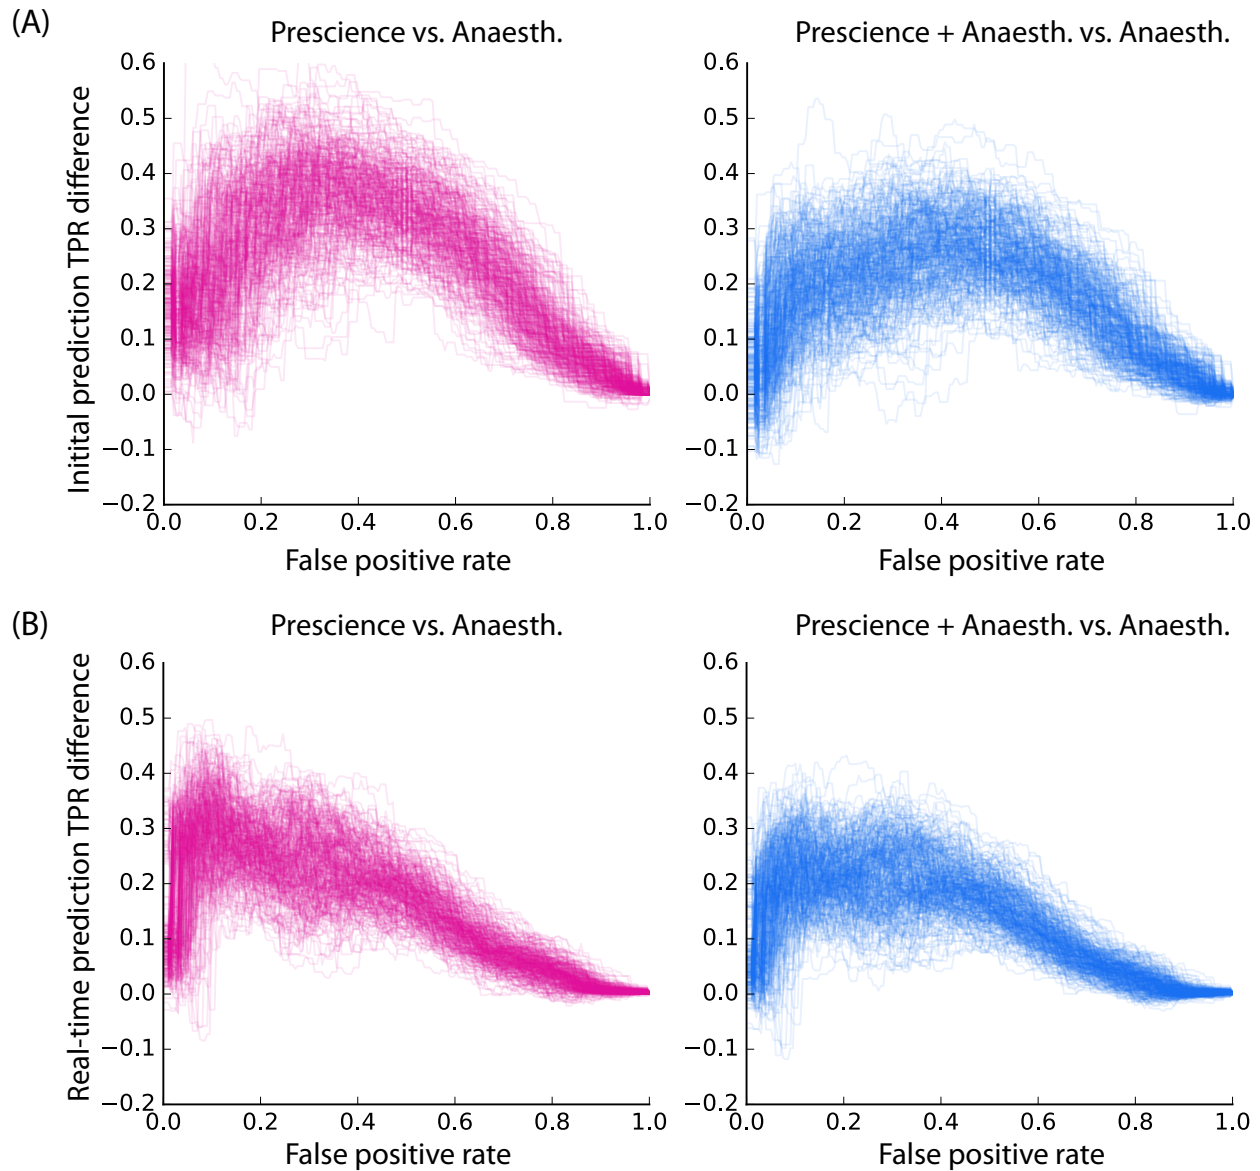 (A)
Prescience vs. Anaesth.
Prescience + Anaesth. vs. Anaesth.
Initital prediction TPR difference
0.6
0.5
0.4
0.3
0.2
0.1
0.0
−0.1
−0.2
0.0 0.2 0.4 0.6 0.8 1.0
False positive rate
0.6
0.5
0.4
0.3
0.2
0.1
0.0
−0.1
−0.2
0.0 0.2 0.4 0.6 0.8 1.0
False positive rate
(B)
Prescience vs. Anaesth.
Prescience + Anaesth. vs. Anaesth.
Real-time prediction TPR difference
0.6
0.5
0.4
0.3
0.2
0.1
0.0
−0.1
−0.2
0.0 0.2 0.4 0.6 0.8 1.0
False positive rate
0.6
0.5
0.4
0.3
0.2
0.1
0.0
−0.1
−0.2
0.0 0.2 0.4 0.6 0.8 1.0
False positive rate